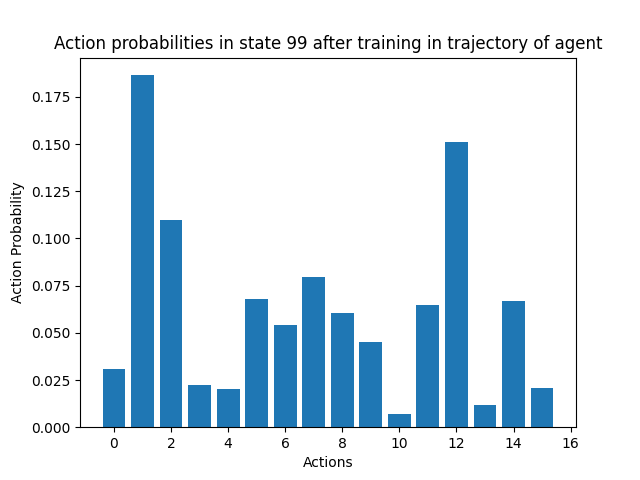 Action probabilities in state 99 after training in trajectory of agent
0.175
0.150
0.125
0.100
0.075
0.050
0.025
0.000
Action Probability
0 2 4 6 8 10 12 14 16
Actions